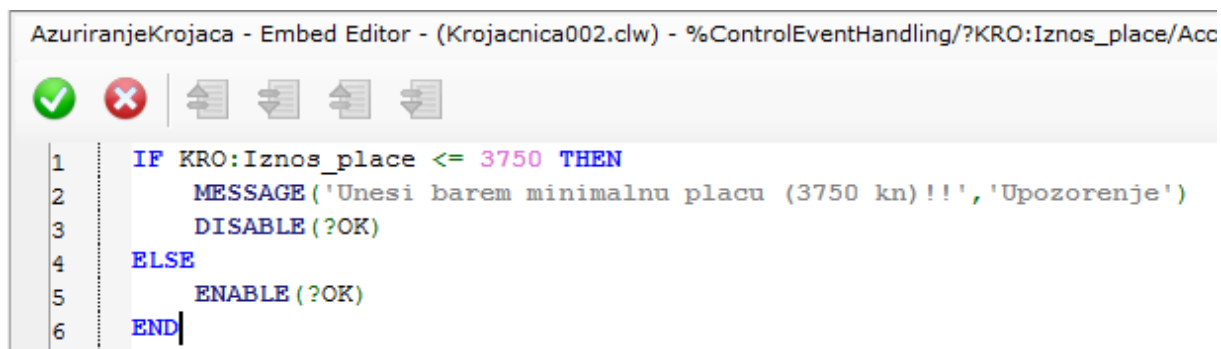 AzuriranjeKrojaca - Embed Editor - (Krojacnica002.clw) - %ControlEventHandling/?KRO:Iznos_place/Acc
1 IF KRO:Iznos_place <= 3750 THEN
2 MESSAGE('Unesi barem minimalnu placu (3750 kn)!!','Upozorenje')
3 DISABLE(?OK)
4 ELSE
5 ENABLE(?OK)
6 END